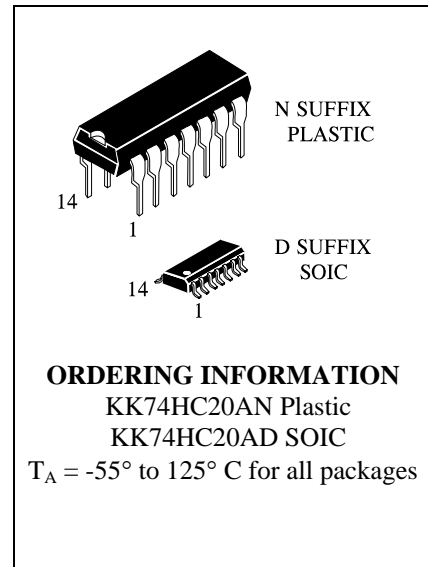 N SUFFIX
PLASTIC
14
1
D SUFFIX
SOIC
14
1
ORDERING INFORMATION
KK74HC20AN Plastic
KK74HC20AD SOIC
TA = -55° to 125° C for all packages